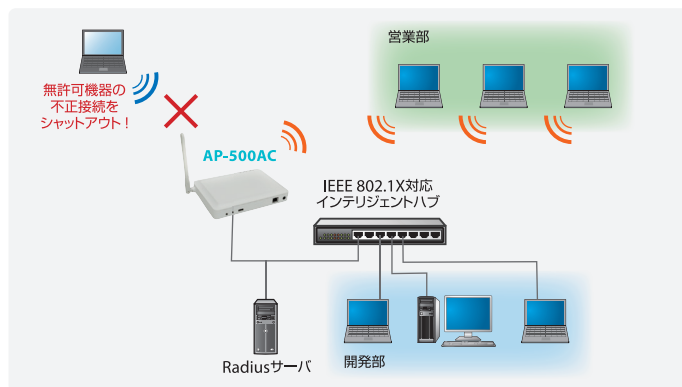 営業部
無許可機器の
不正接続を
シャットアウト！
AP-500AC
IEEE 802.1X対応
インテリジェントハブ
Radiusサーバ
開発部